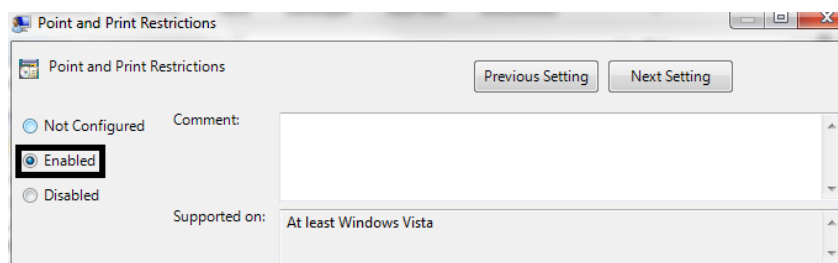 Point and Print Restrictions
Point and Print Restrictions
Previous Setting
Next Setting
Not Configured
Comment:
Enabled
Disabled
Supported on:
At least Windows Vista